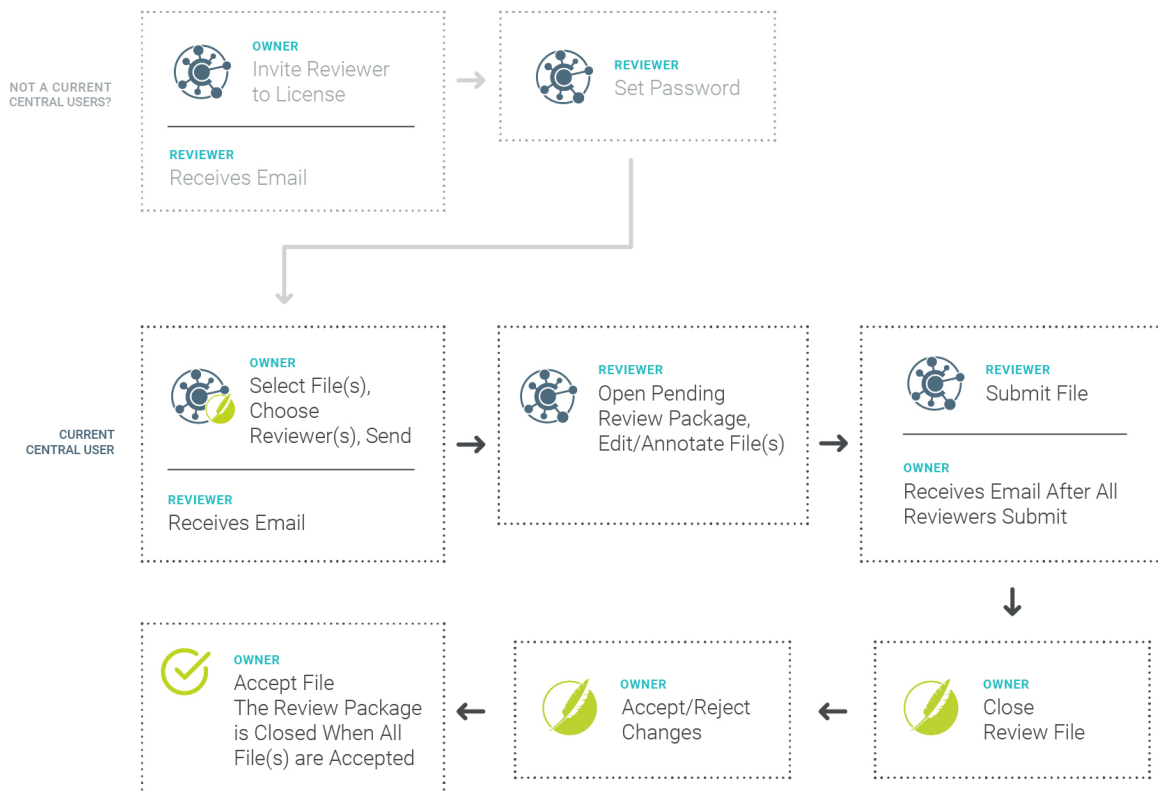 NOT A CURRENT
CENTRAL USERS?
OWNER
Invite Reviewer
to License
REVIEWER
Receives Email
REVIEWER
Set Password
CURRENT
CENTRAL USER
OWNER
Select File(s),
Choose
Reviewer(s), Send
REVIEWER
Receives Email
REVIEWER
Open Pending
Review Package,
Edit/Annotate File(s)
REVIEWER
Submit File
OWNER
Receives Email After All
Reviewers Submit
OWNER
Close
Review File
OWNER
Accept/Reject
Changes
OWNER
Accept File
The Review Package
is Closed When All
File(s) are Accepted